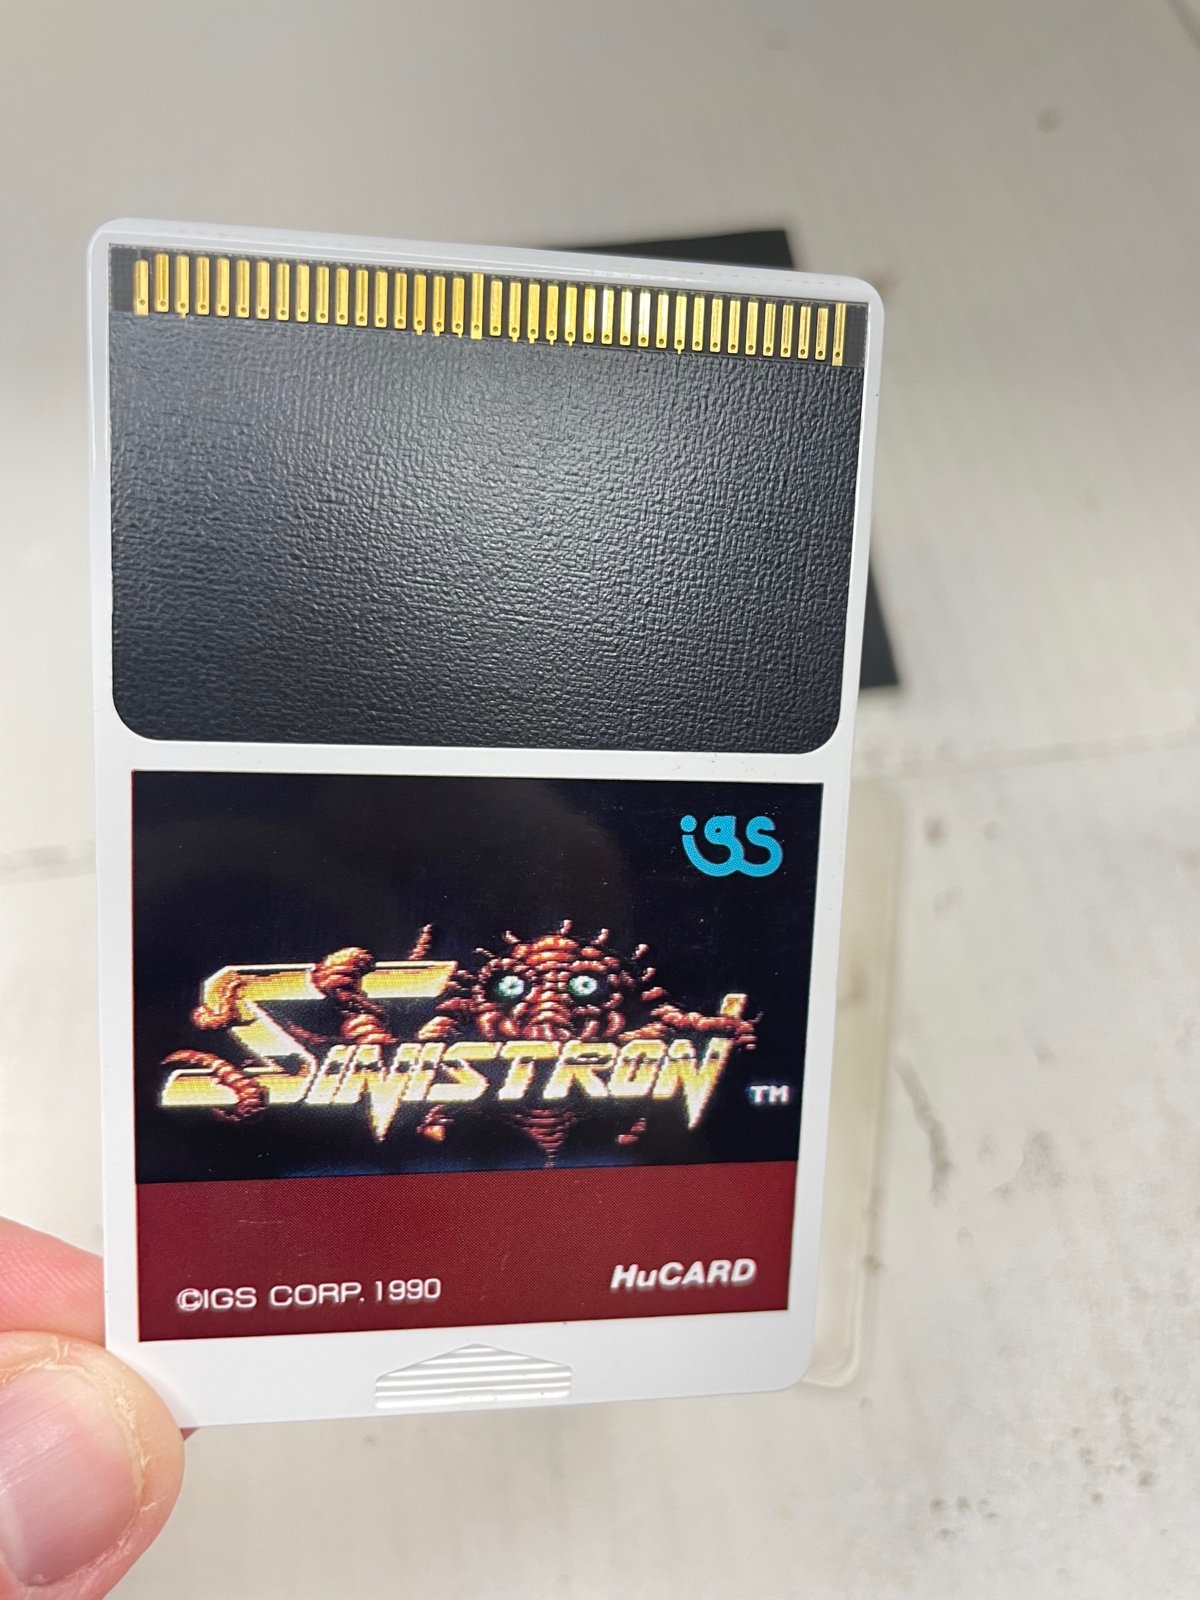 igs
SINISTRON
TM
©IGS CORP. 1990
HuCARD